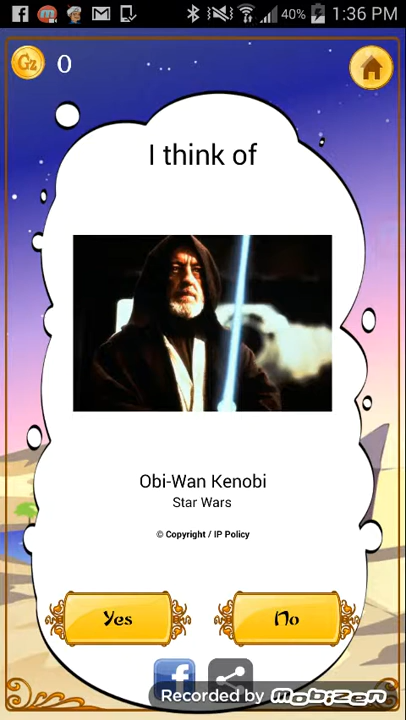 40% 1:36 PM
Gz 0
I think of
Obi-Wan Kenobi
Star Wars
© Copyright / IP Policy
Yes No
Recorded by mobizen